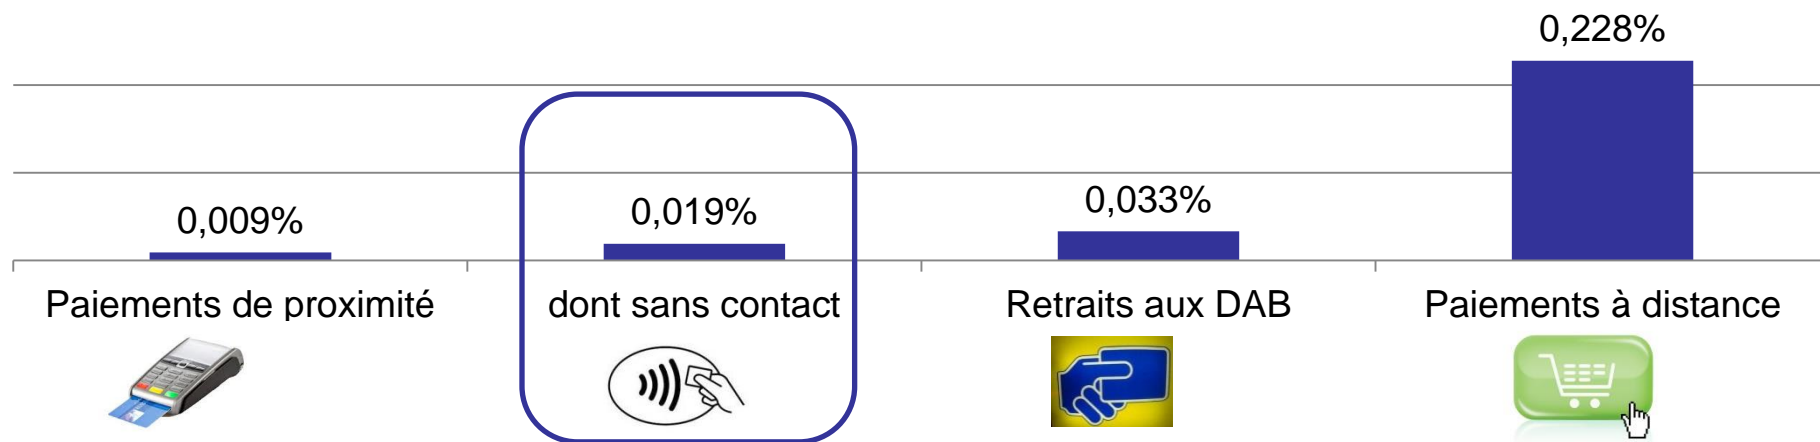 0,228%
0,009%
0,019%
0,033%
Paiements de proximité
dont sans contact
Retraits aux DAB
Paiements à distance